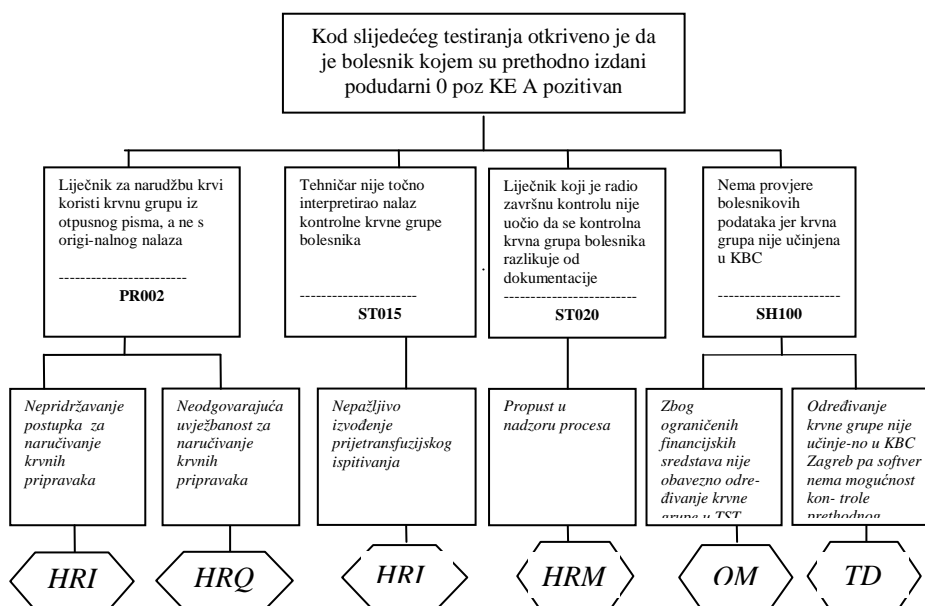 Kod slijedećeg testiranja otkriveno je da
je bolesnik kojem su prethodno izdani
podudarni 0 poz KE A pozitivan
Liječnik za narudžbu krvi
koristi krvnu grupu iz
otpusnog pisma, a ne s
origi-nalnog nalaza
------------------------
PR002
Tehničar nije točno
interpretirao nalaz
kontrolne krvne grupe
bolesnika
----------------------
ST015
Liječnik koji je radio
završnu kontrolu nije
uočio da se kontrolna
krvna grupa bolesnika
razlikuje od
dokumentacije
-------------------------
ST020
Nema provjere
bolesnikovih
podataka jer krvna
grupa nije učinjena
u KBC
-----------------------
SH100
Nepridržavanje
postupka za
naručivanje
krvnih
pripravaka
Neodgovarajuća
uvježbanost za
naručivanje
krvnih
pripravaka
Nepažljivo
izvođenje
prijetransfuzijskog
ispitivanja
Propust u
nadzoru procesa
Zbog
ograničenih
financijskih
sredstava nije
obavezno odre-
đivanje krvne
grupe u TST
Određivanje
krvne grupe nije
učinje-no u KBC
Zagreb pa softver
nema mogućnost
kon- trole
prethodnog
HRI
HRQ
HRI
HRM
OM
TD